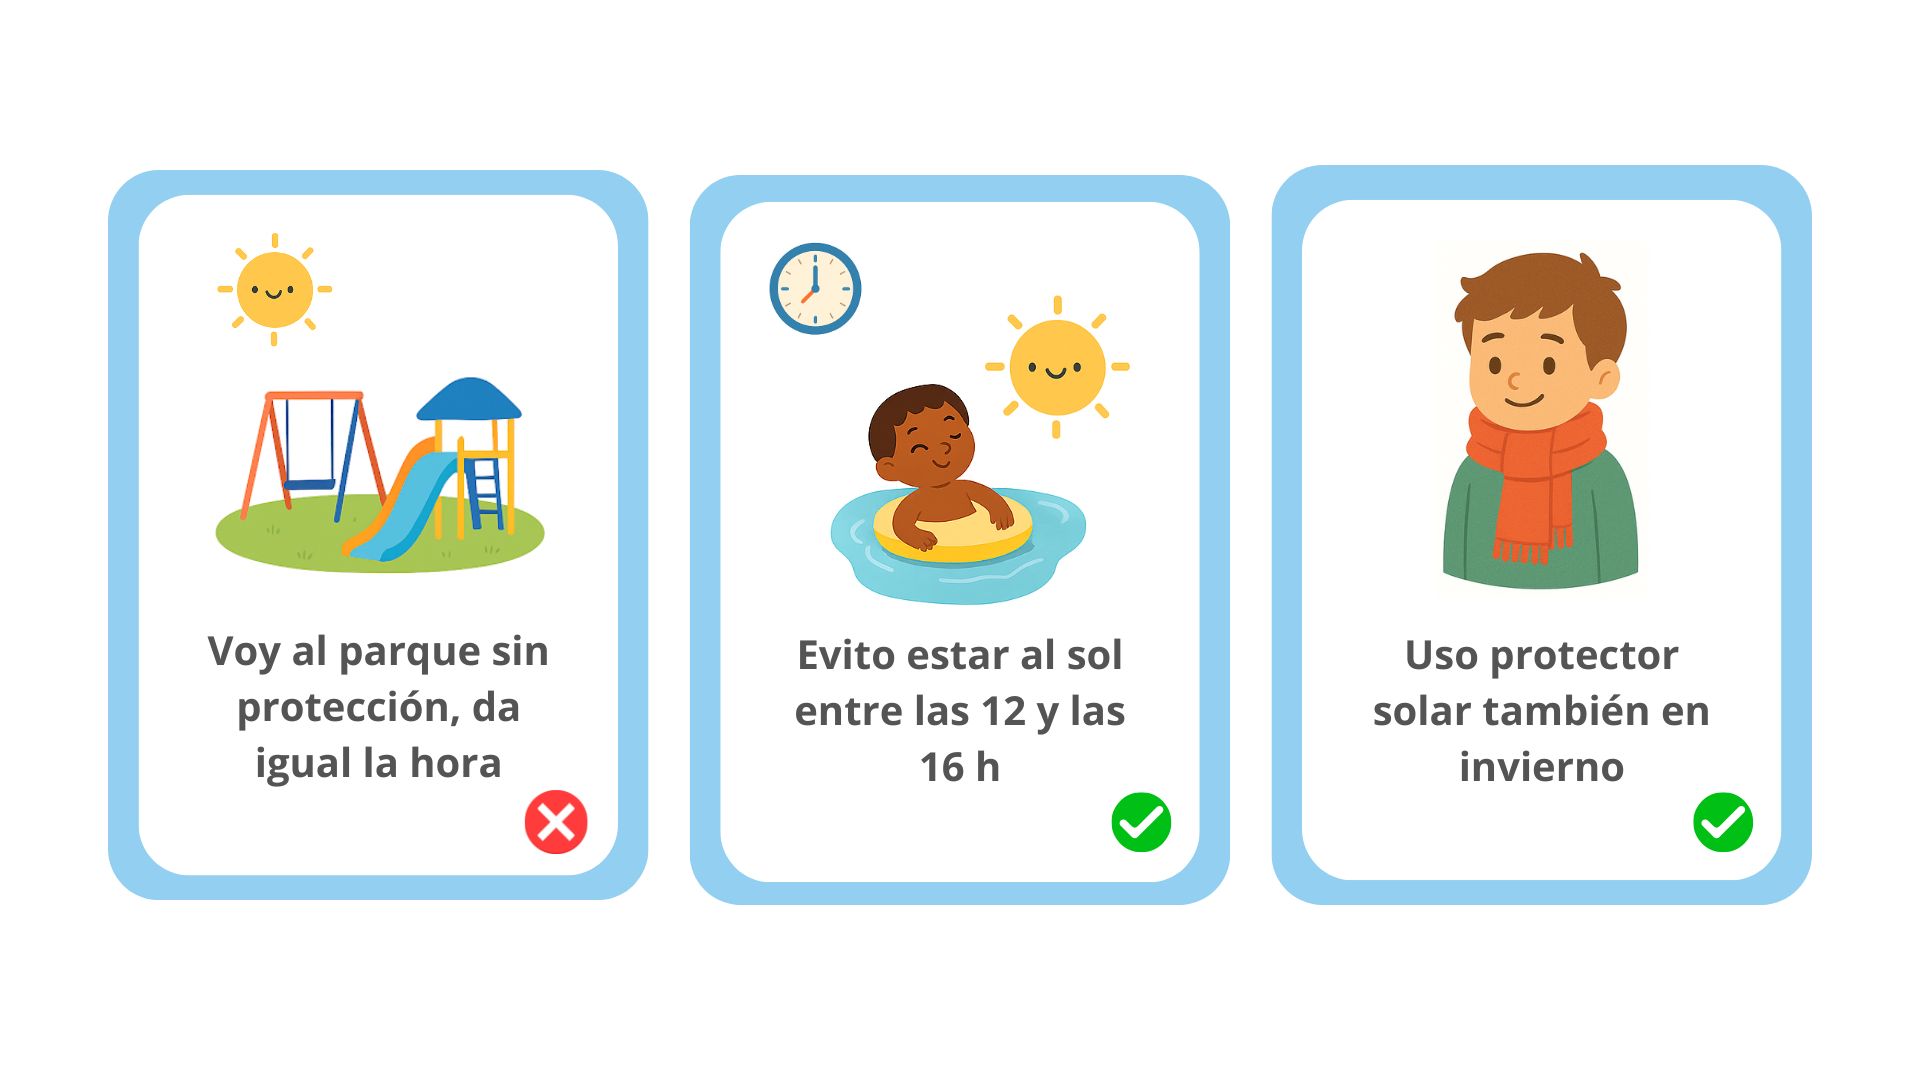 Voy al parque sin
protección, da
igual la hora
Evito estar al sol
entre las 12 y las
16 h
Uso protector
solar también en
invierno